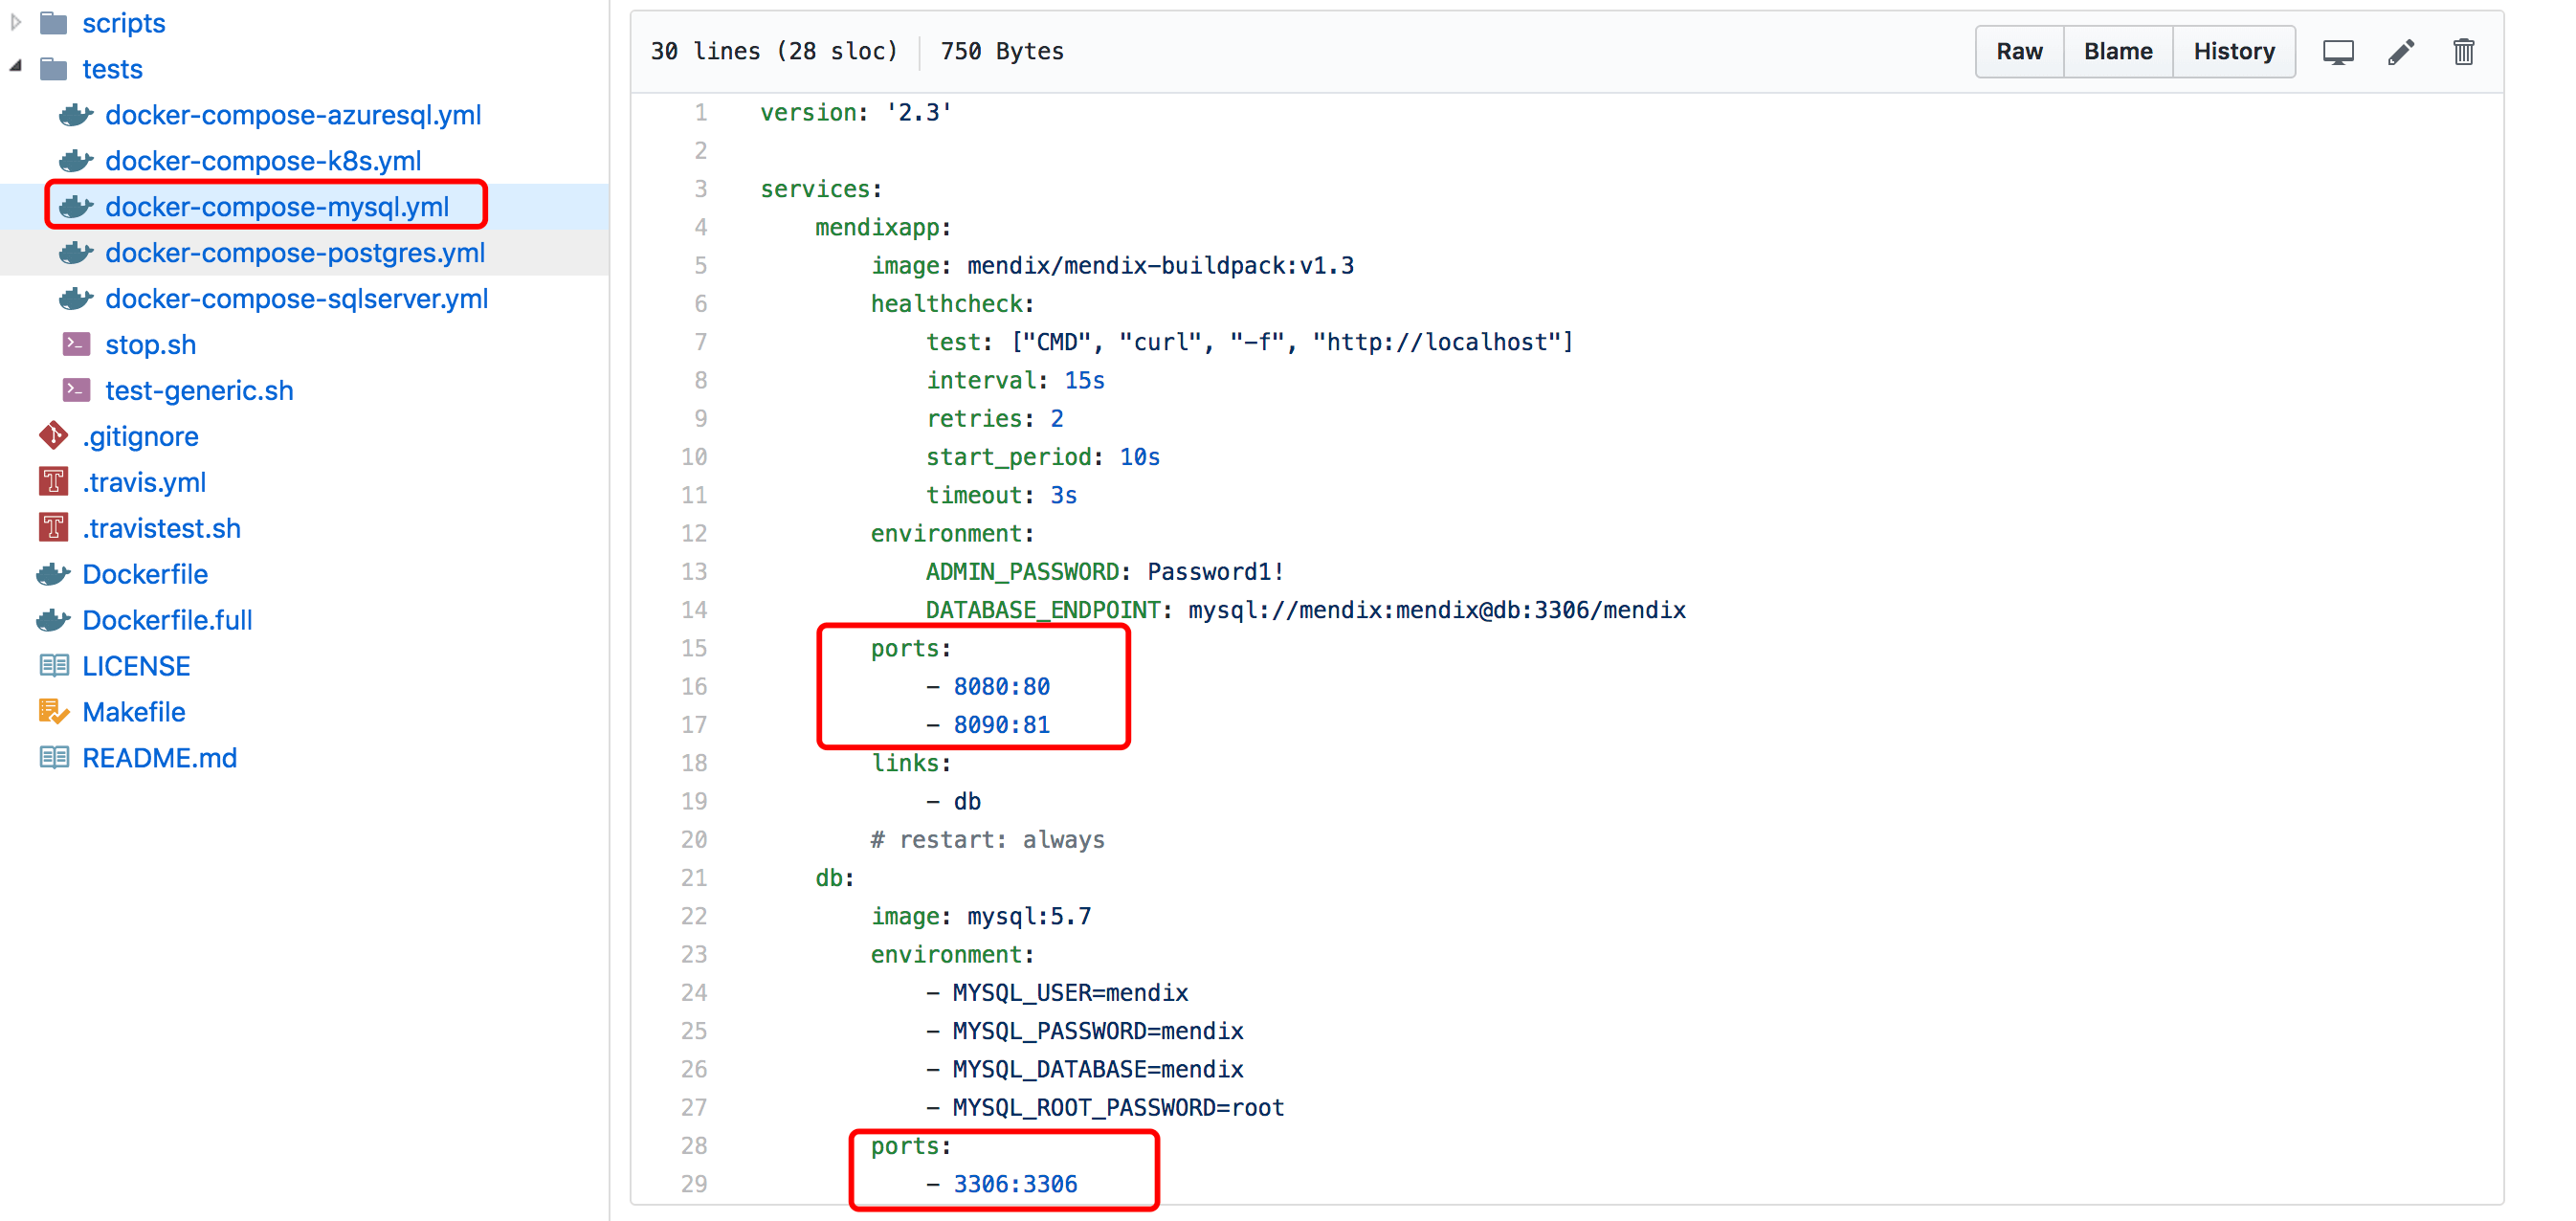 scripts
tests
docker-compose-azuresql.yml
docker-compose-k8s.yml
docker-compose-mysql.yml
docker-compose-postgres.yml
docker-compose-sqlserver.yml
stop.sh
test-generic.sh
.gitignore
.travis.yml
.travistest.sh
Dockerfile
Dockerfile.full
LICENSE
Makefile
README.md
30 lines (28 sloc) 750 Bytes
Raw Blame History
1 version: '2.3'
2
3 services:
4 mendixapp:
5 image: mendix/mendix-buildpack:v1.3
6 healthcheck:
7 test: ["CMD", "curl", "-f", "http://localhost"]
8 interval: 15s
9 retries: 2
10 start_period: 10s
11 timeout: 3s
12 environment:
13 ADMIN_PASSWORD: Password1!
14 DATABASE_ENDPOINT: mysql://mendix:mendix@db:3306/mendix
15 ports:
16 - 8080:80
17 - 8090:81
18 links:
19 - db
20 # restart: always
21 db:
22 image: mysql:5.7
23 environment:
24 - MYSQL_USER=mendix
25 - MYSQL_PASSWORD=mendix
26 - MYSQL_DATABASE=mendix
27 - MYSQL_ROOT_PASSWORD=root
28 ports:
29 - 3306:3306